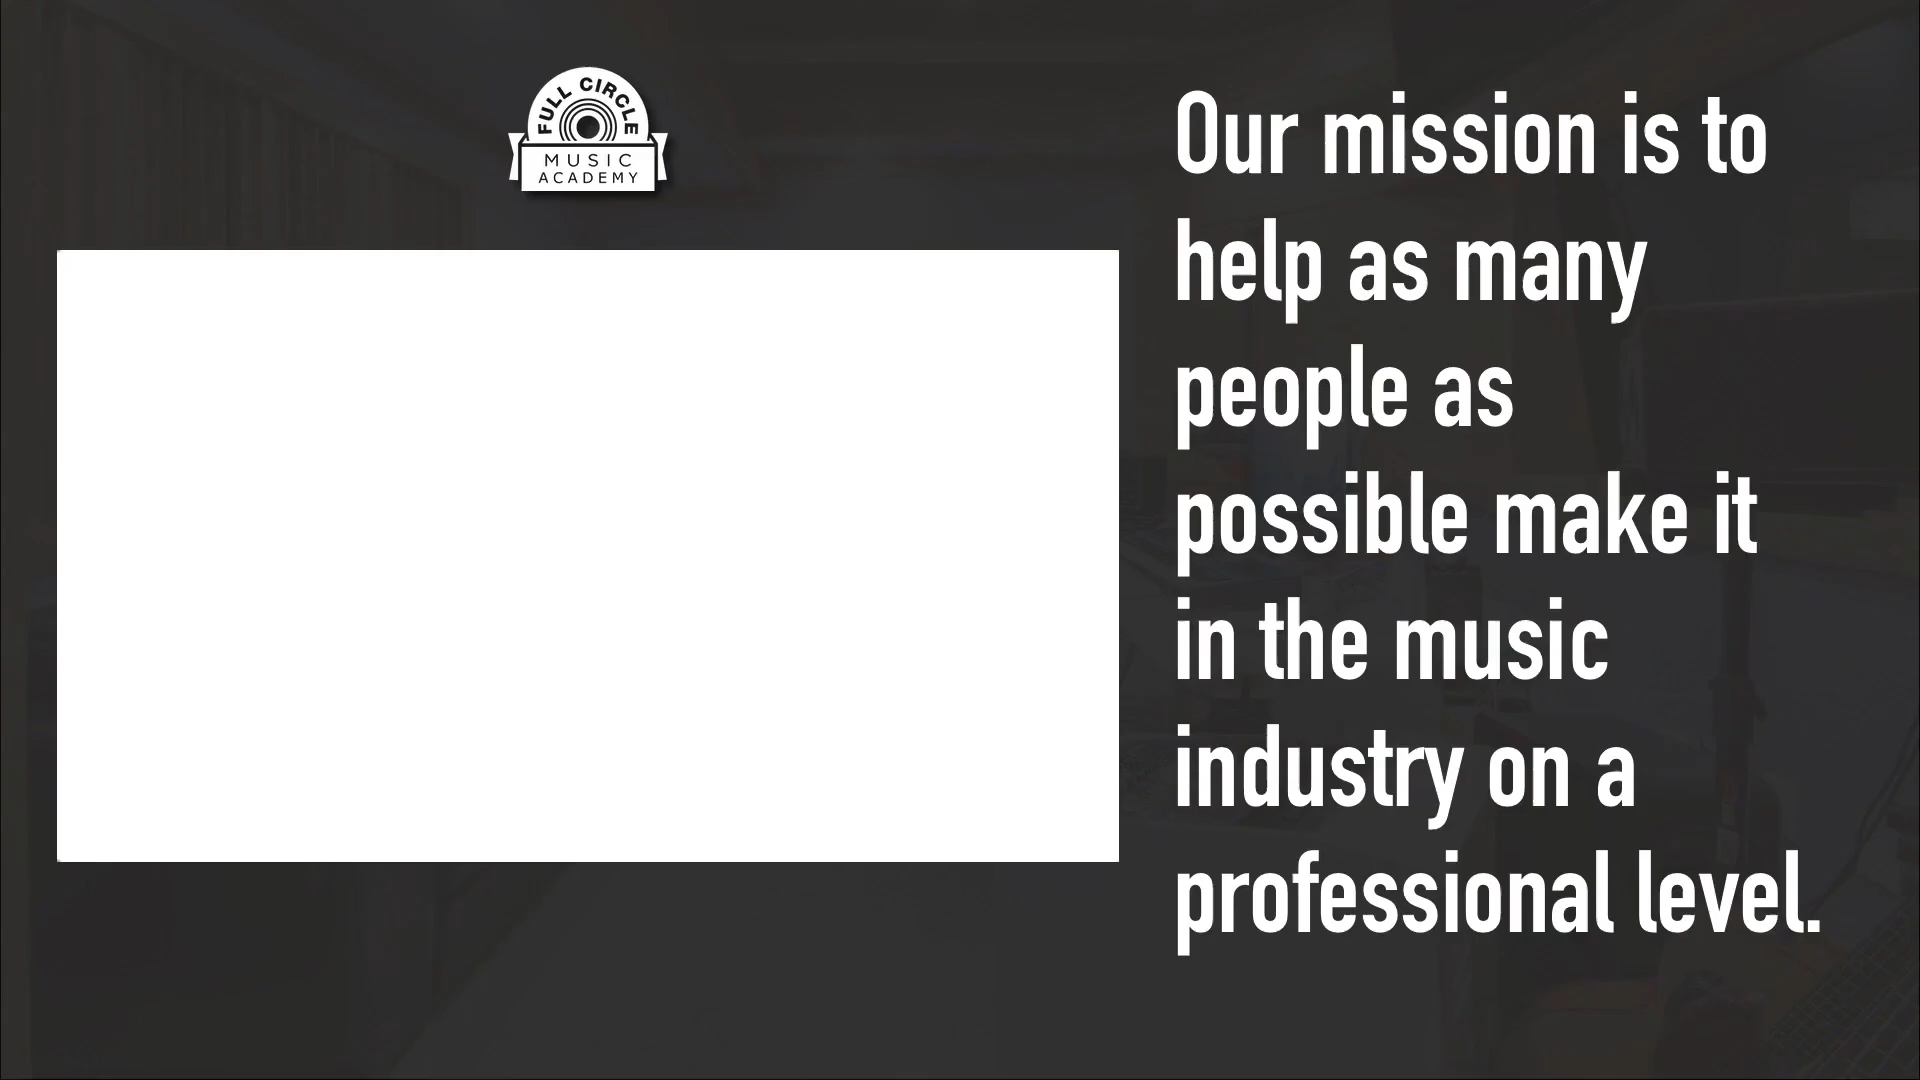 FULL CIRCLE
MUSIC
ACADEMY
Our mission is to
help as many
people as
possible make it
in the music
industry on a
professional level.